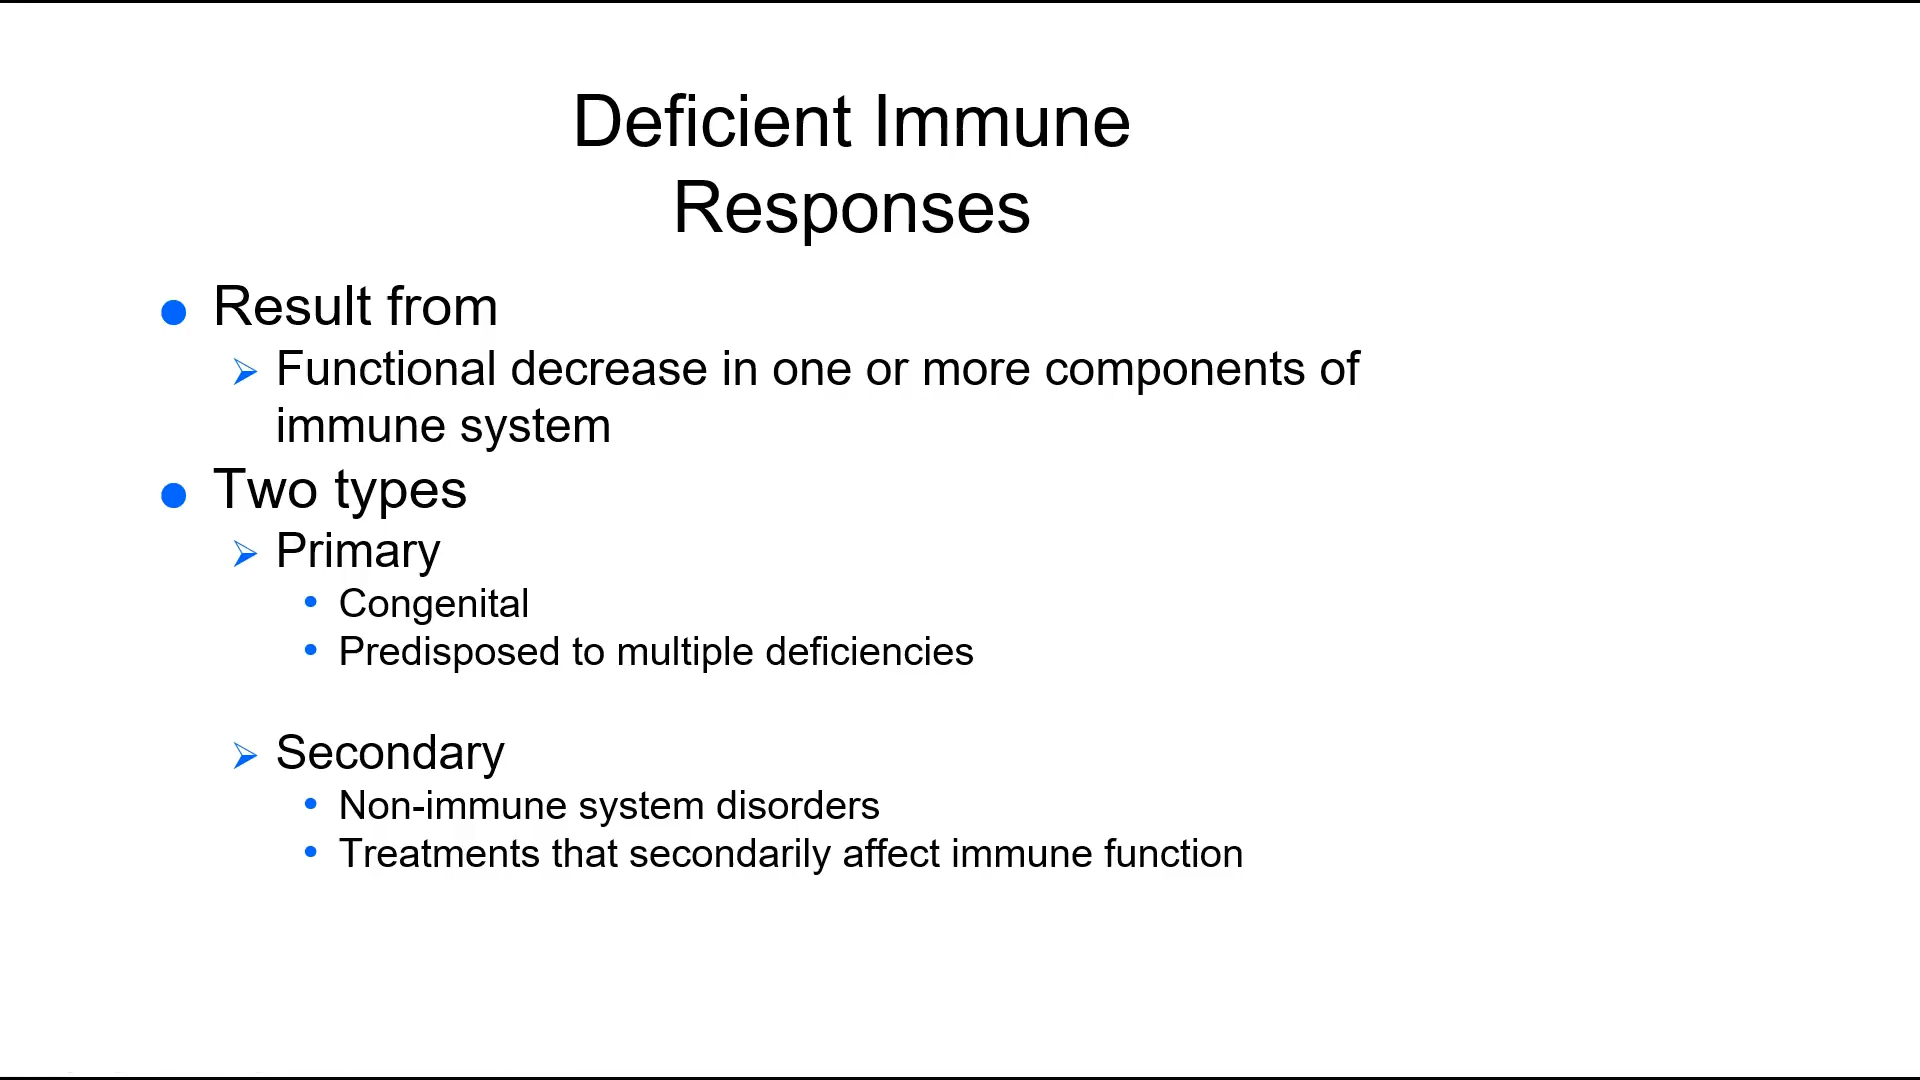 Deficient Immune
Responses
● Result from
➢ Functional decrease in one or more components of
immune system
● Two types
➢ Primary
• Congenital
• Predisposed to multiple deficiencies
➢ Secondary
• Non-immune system disorders
• Treatments that secondarily affect immune function